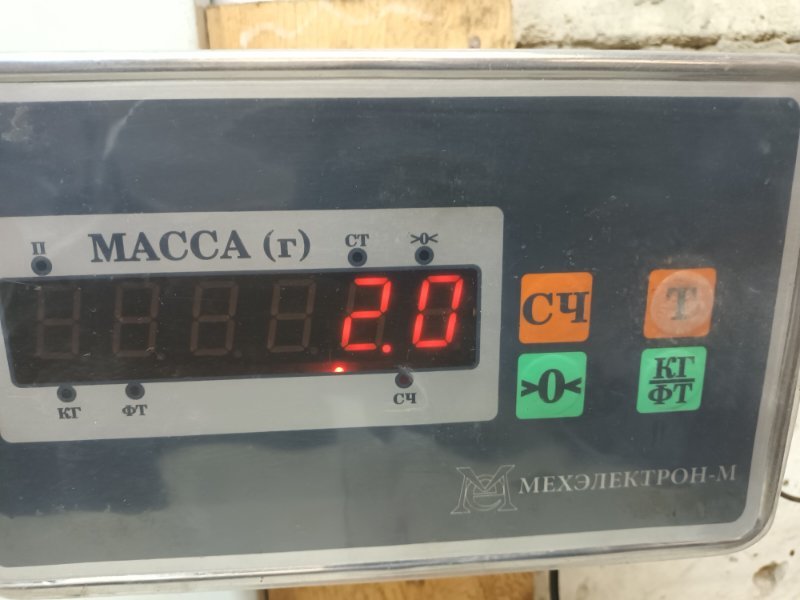 П МАССА (г) СТ >0<
2.0
КГ ФТ СЧ
СЧ Т
>0< КГ/ФТ
МЕХЭЛЕКТРОН-М